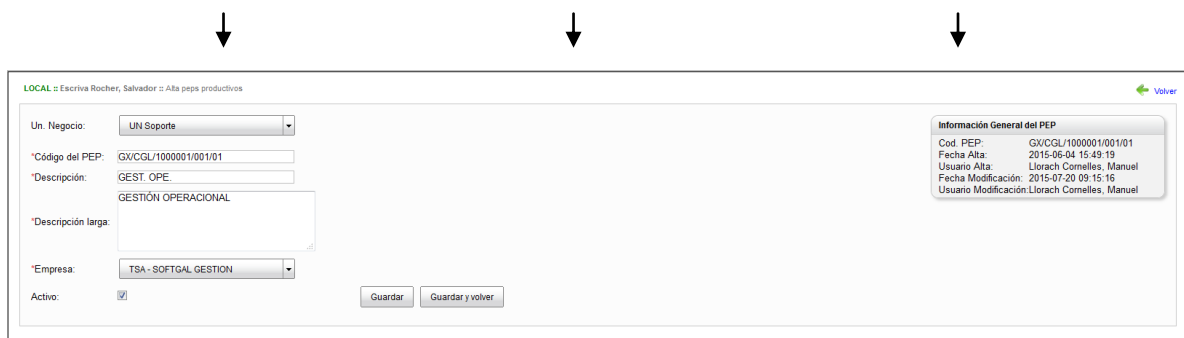 LOCAL :: Escriva Rocher, Salvador :: Alta peps productivos
Volver
Un. Negocio: UN Soporte
*Código del PEP: GX/CGL/1000001/001/01
*Descripción: GEST. OPE.
GESTIÓN OPERACIONAL
*Descripción larga:
*Empresa: TSA - SOFTGAL GESTION
Activo:
Guardar Guardar y volver
Información General del PEP
Cod. PEP: GX/CGL/1000001/001/01
Fecha Alta: 2015-06-04 15:49:19
Usuario Alta: Llorach Cornelles, Manuel
Fecha Modificación: 2015-07-20 09:15:16
Usuario Modificación:Llorach Cornelles, Manuel